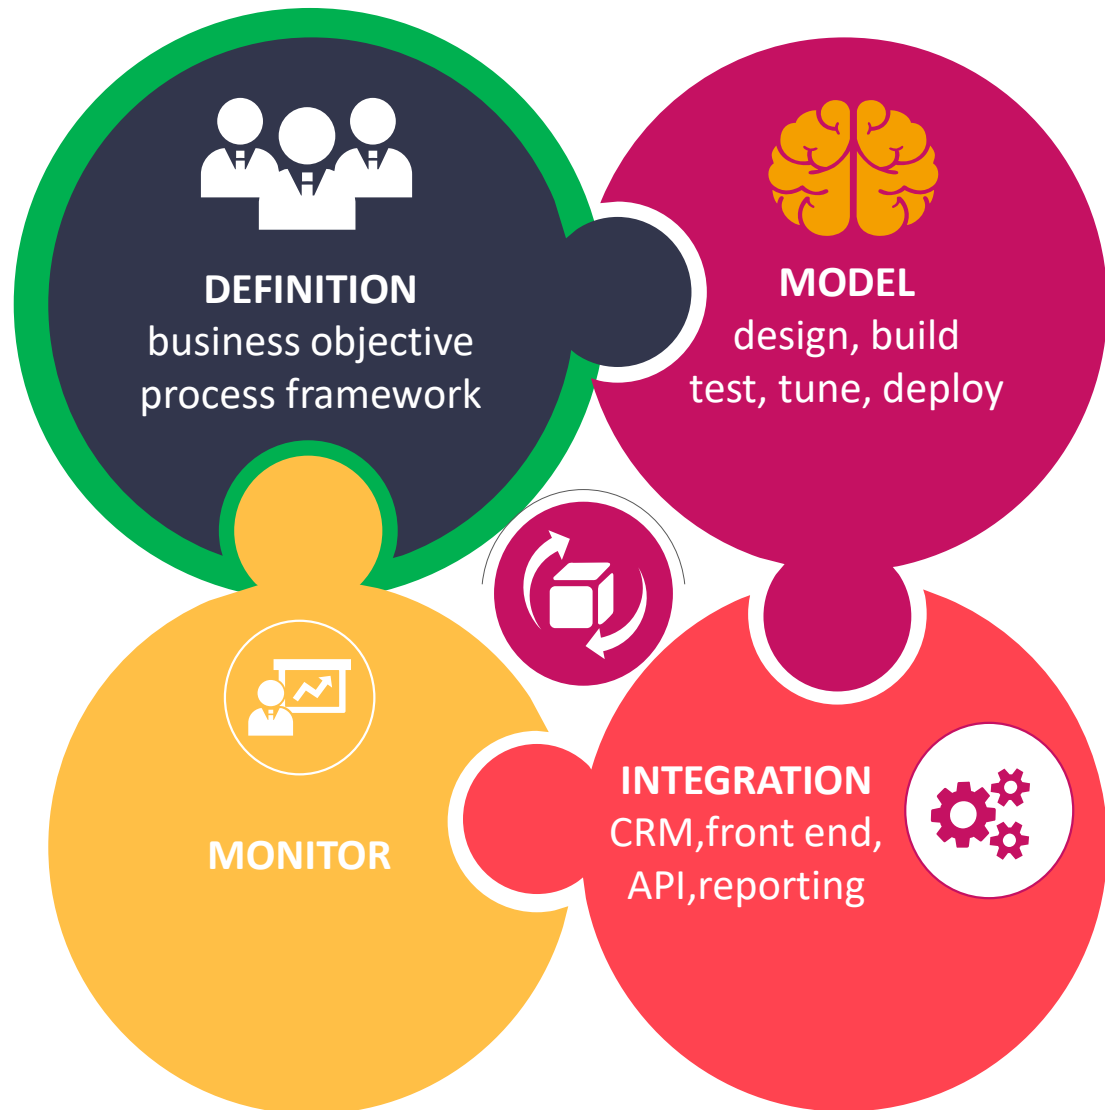 DEFINITION
business objective
process framework
MODEL
design, build
test, tune, deploy
MONITOR
INTEGRATION
CRM,front end,
API,reporting